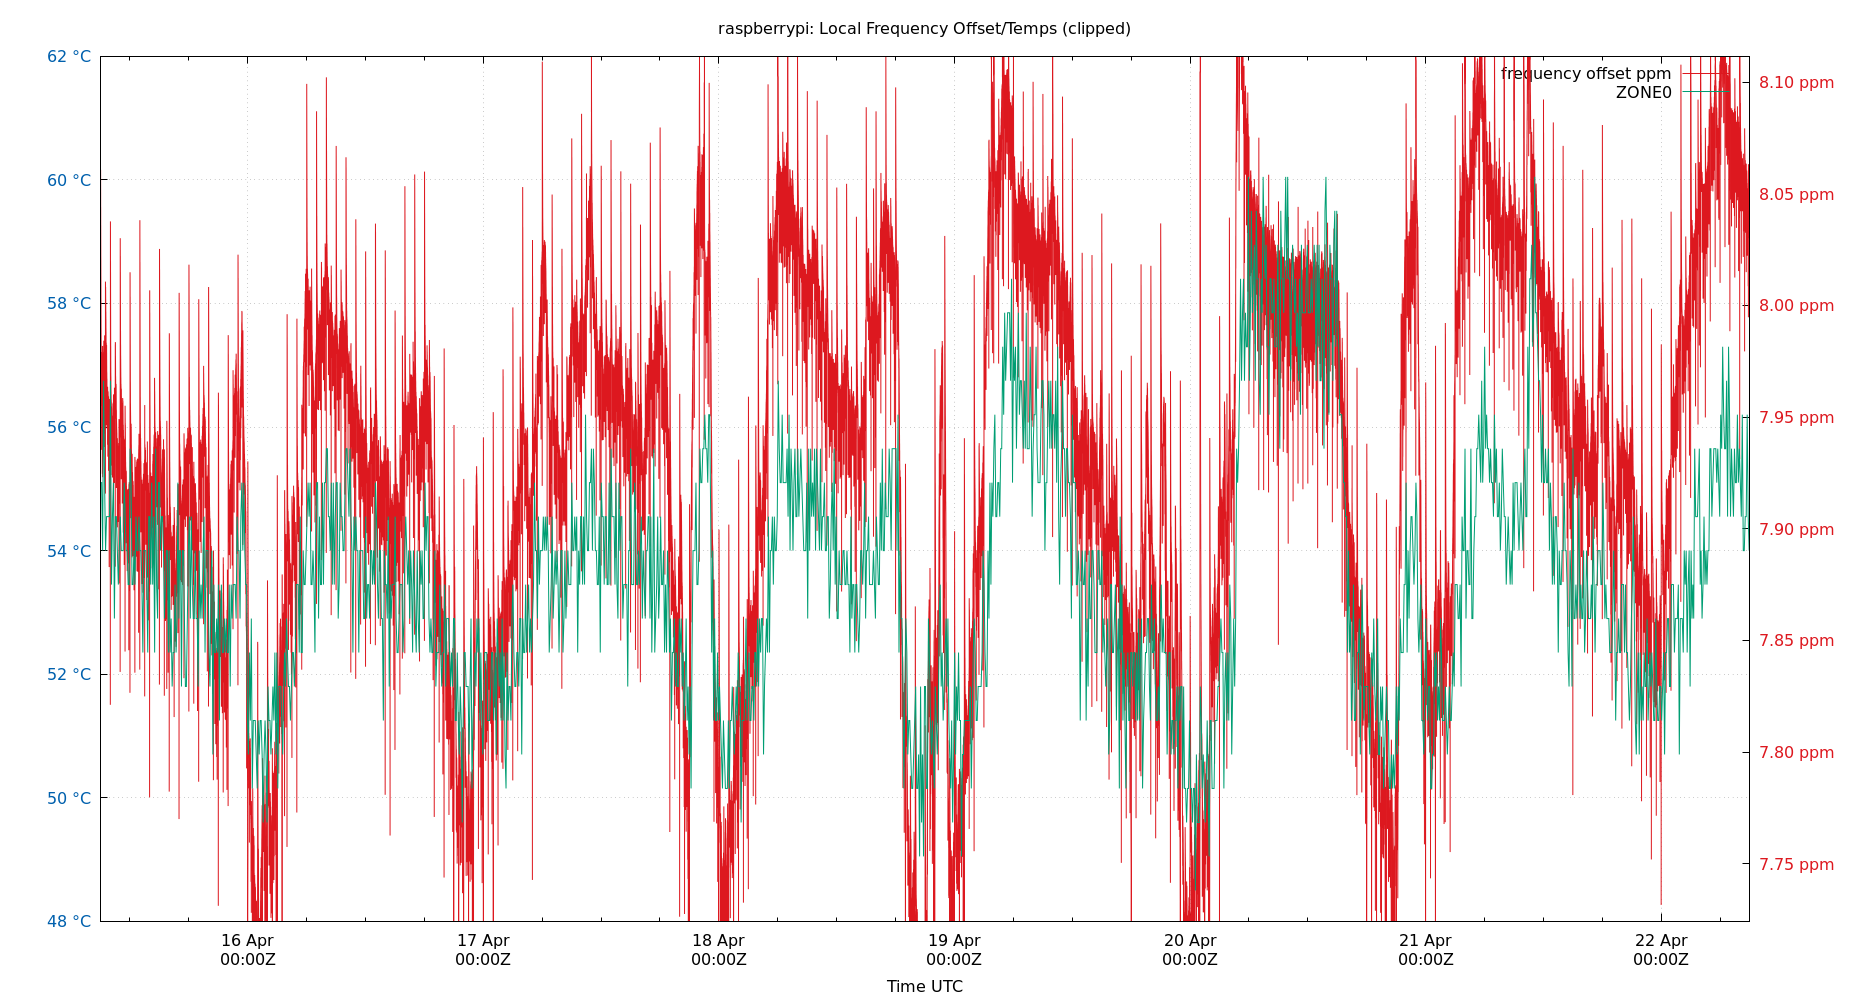 raspberrypi: Local Frequency Offset/Temps (clipped)
62 °C
60 °C
58 °C
56 °C
54 °C
52 °C
50 °C
48 °C
frequency offset ppm
ZONE0
8.10 ppm
8.05 ppm
8.00 ppm
7.95 ppm
7.90 ppm
7.85 ppm
7.80 ppm
7.75 ppm
16 Apr 17 Apr 18 Apr 19 Apr 20 Apr 21 Apr 22 Apr
00:00Z 00:00Z 00:00Z 00:00Z 00:00Z 00:00Z 00:00Z
Time UTC